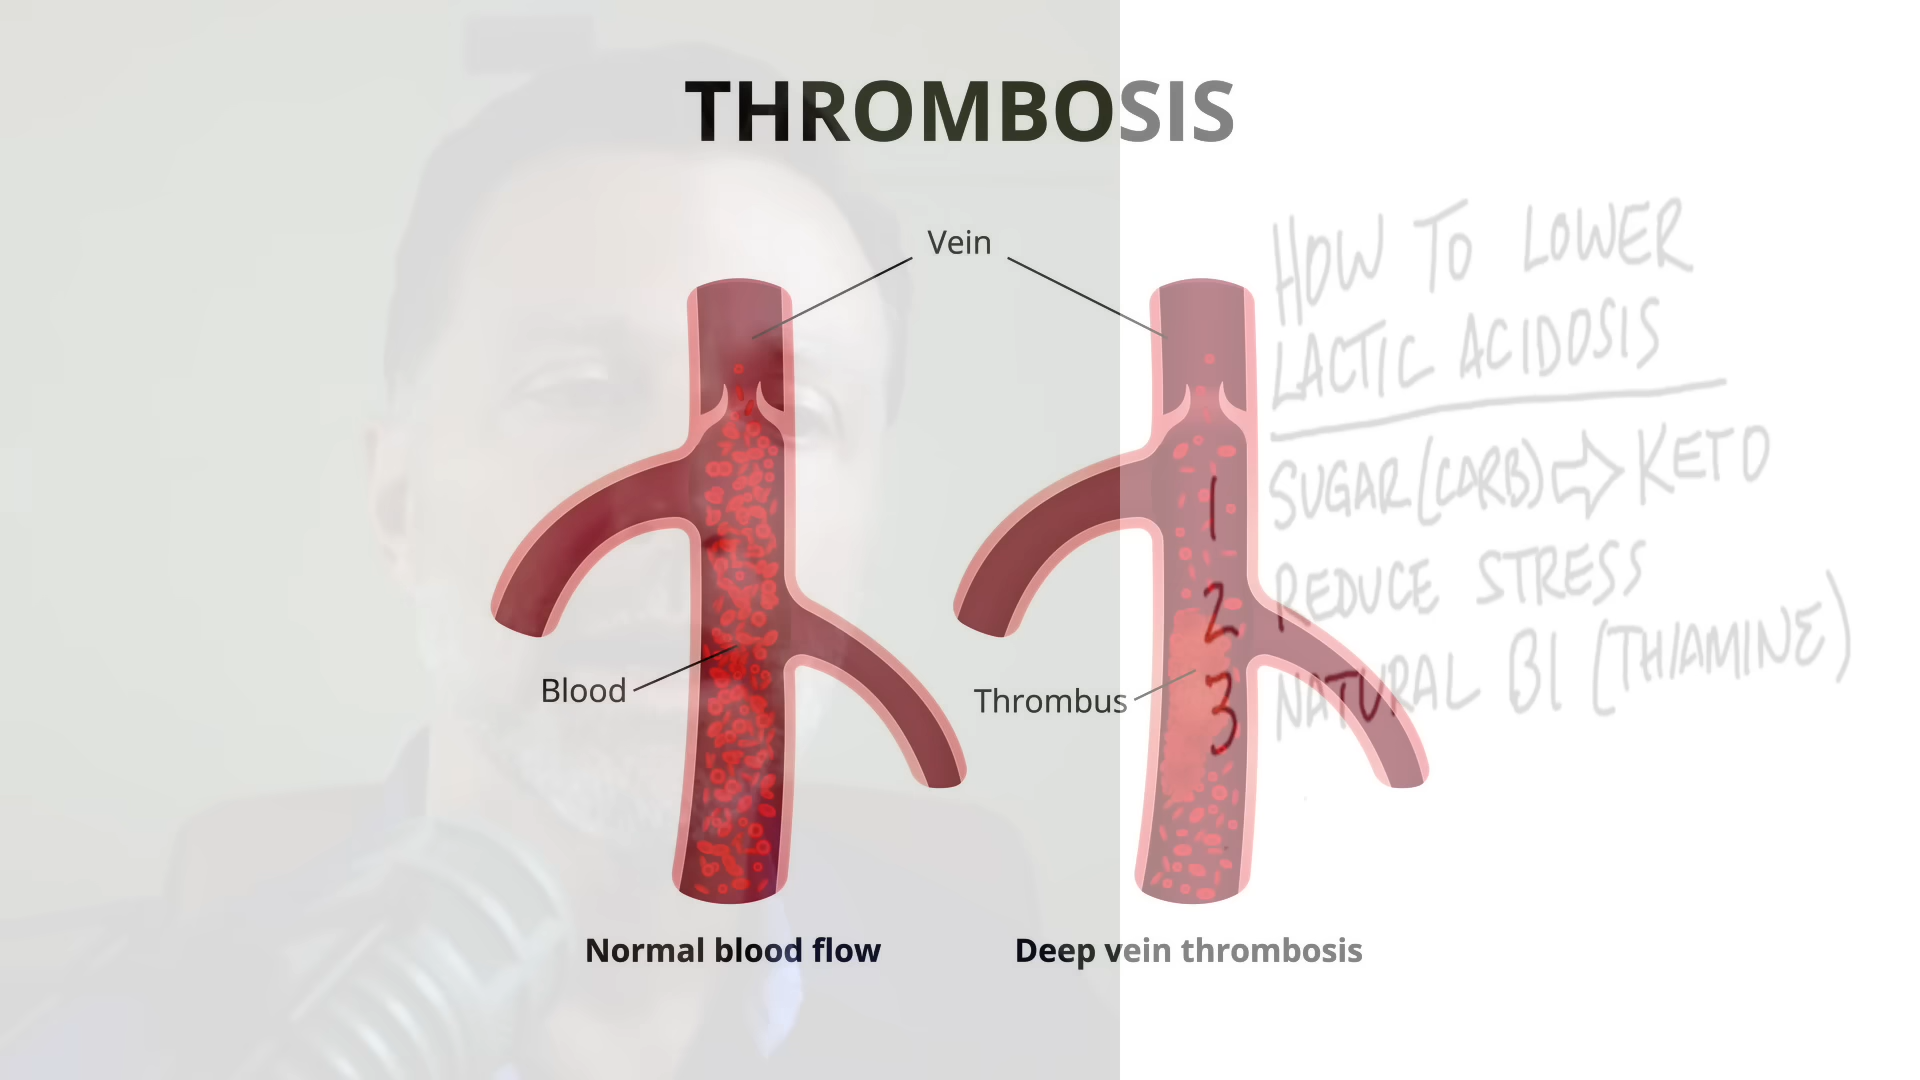 THROMBOSIS
Vein
Blood
Thrombus
Normal blood flow
Deep vein thrombosis
HOW TO LOWER
LACTIC ACIDOSIS
1 SUGAR (CARB) ⇨ KETO
2 REDUCE STRESS
3 NATURAL B1 (THIAMINE)